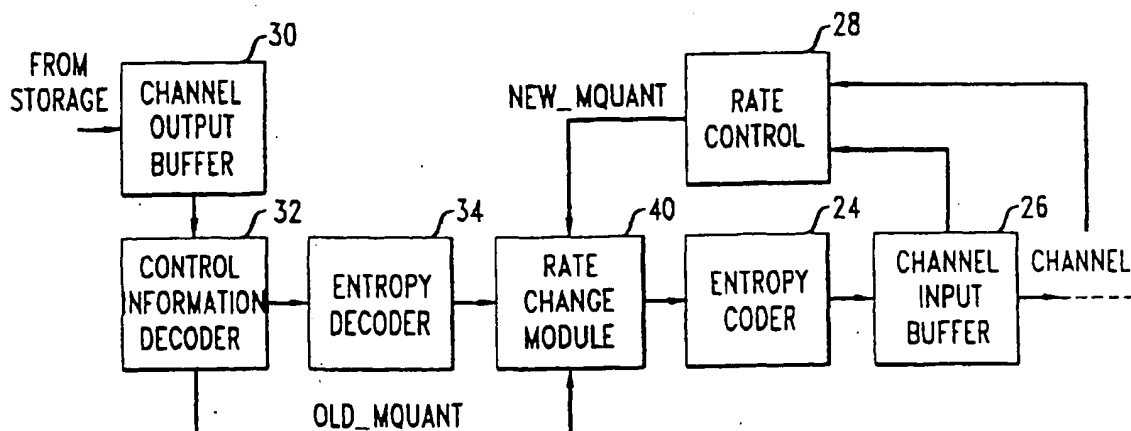 FROM
STORAGE
30
CHANNEL
OUTPUT
BUFFER
NEW_MQUANT
28
RATE
CONTROL
32
CONTROL
INFORMATION
DECODER
34
ENTROPY
DECODER
40
RATE
CHANGE
MODULE
24
ENTROPY
CODER
26
CHANNEL
INPUT
BUFFER
CHANNEL
OLD_MQUANT